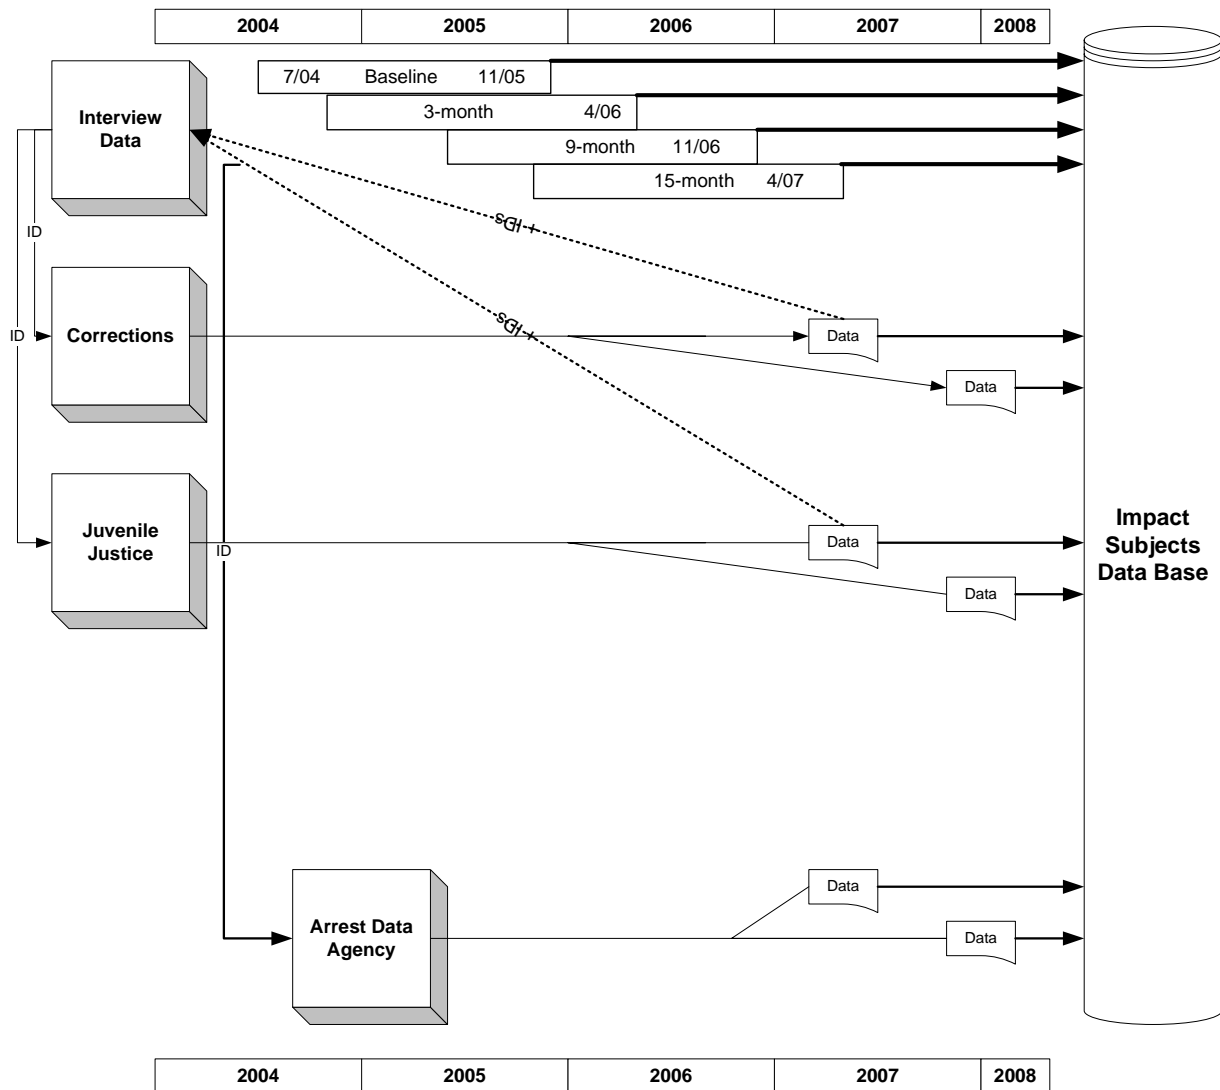 2004 2005 2006 2007 2008
7/04 Baseline 11/05
3-month 4/06
9-month 11/06
15-month 4/07
Interview
Data
+ IDs
ID
Corrections
ID
+ IDs
Data
Data
Juvenile
Justice
ID
Data
Data
Impact
Subjects
Data Base
Data
Arrest Data
Agency
Data
2004 2005 2006 2007 2008